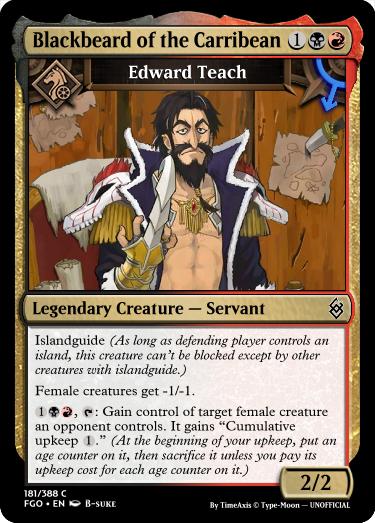 Blackbeard of the Carribean 1
Edward Teach
Legendary Creature — Servant
Islandguide (As long as defending player controls an
island, this creature can't be blocked except by other
creatures with islandguide.)
Female creatures get -1/-1.
1, : Gain control of target female creature
an opponent controls. It gains "Cumulative
upkeep 1." (At the beginning of your upkeep, put an
age counter on it, then sacrifice it unless you pay its
upkeep cost for each age counter on it.)
2/2
181/388 C
FGO • EN B-suke
By TimeAxis © Type-Moon — UNOFFICIAL